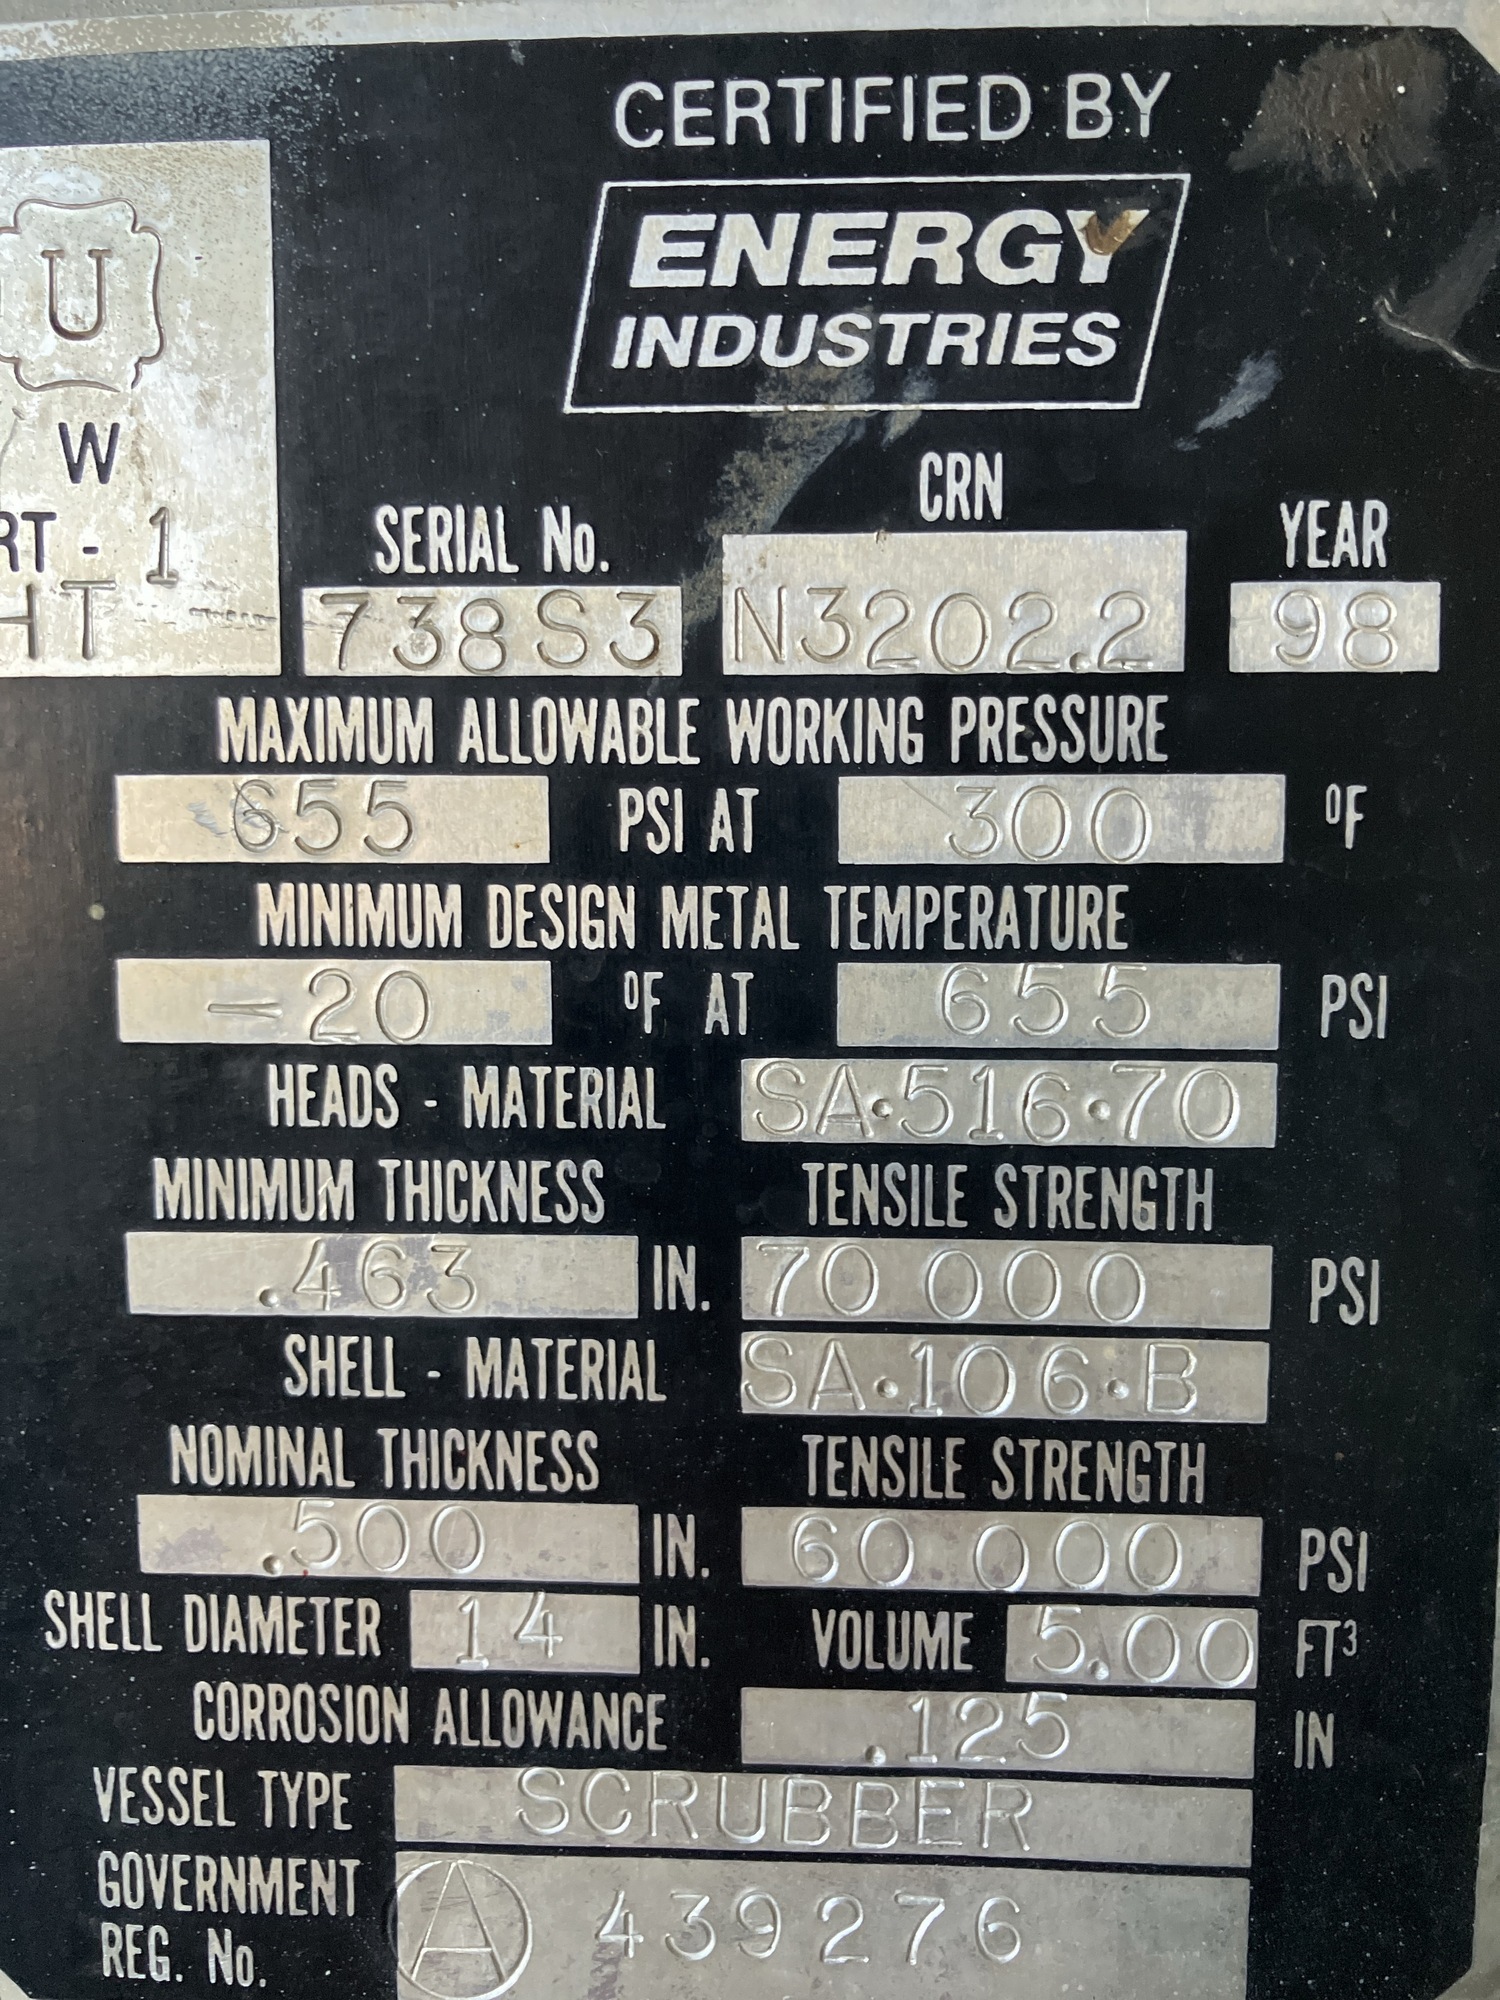 CERTIFIED BY
ENERGY
INDUSTRIES
U
W
RT - 1
HT
SERIAL No. CRN YEAR
738S3 N3202.2 98
MAXIMUM ALLOWABLE WORKING PRESSURE
655 PSI AT 300 ºF
MINIMUM DESIGN METAL TEMPERATURE
-20 ºF AT 655 PSI
HEADS - MATERIAL SA·516·70
MINIMUM THICKNESS TENSILE STRENGTH
.463 IN. 70 000 PSI
SHELL - MATERIAL SA·106·B
NOMINAL THICKNESS TENSILE STRENGTH
.500 IN. 60 000 PSI
SHELL DIAMETER 14 IN. VOLUME 5.00 FT³
CORROSION ALLOWANCE .125 IN
VESSEL TYPE SCRUBBER
GOVERNMENT
REG. No. A 439276